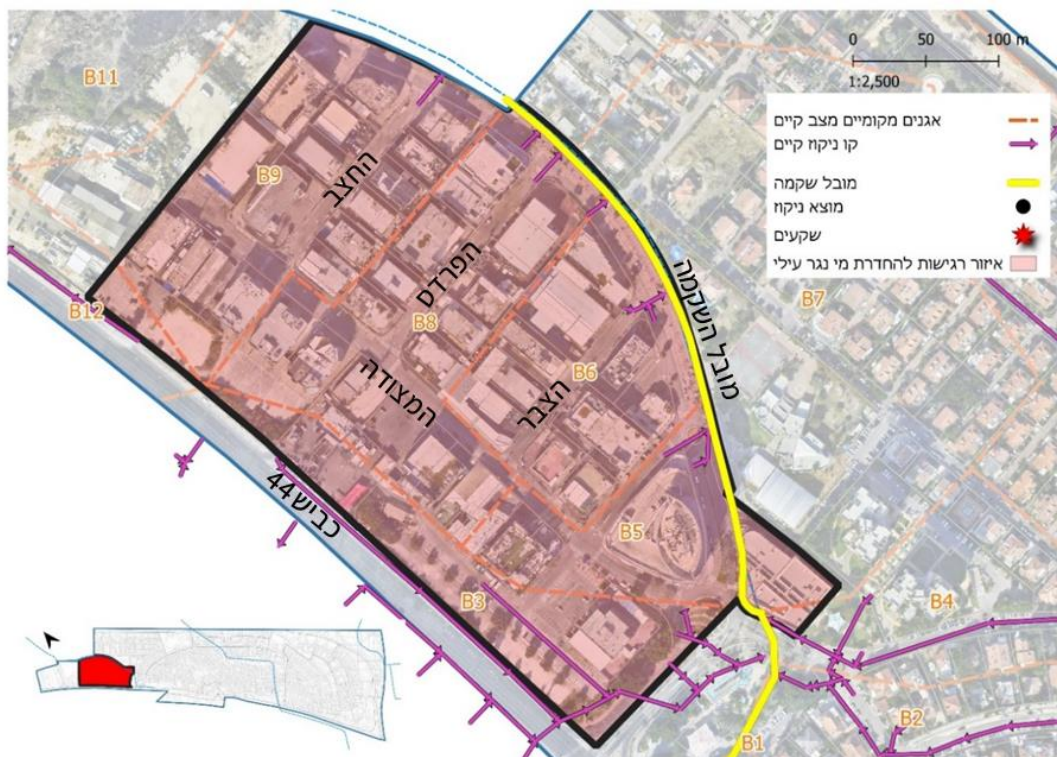 0 50 100 m
1:2,500
אגנים מקומיים מצב קיים
קו ניקוז קיים
מובל שקמה
מוצא ניקוז
שקעים
איזור רגישות להחדרת מי נגר עילי
B11
B9
החצב
הפרדס
B8
B12
המצודה
B6
הצבר
מובל השקמה
B7
כביש 44
B5
B3
B4
B2
B1